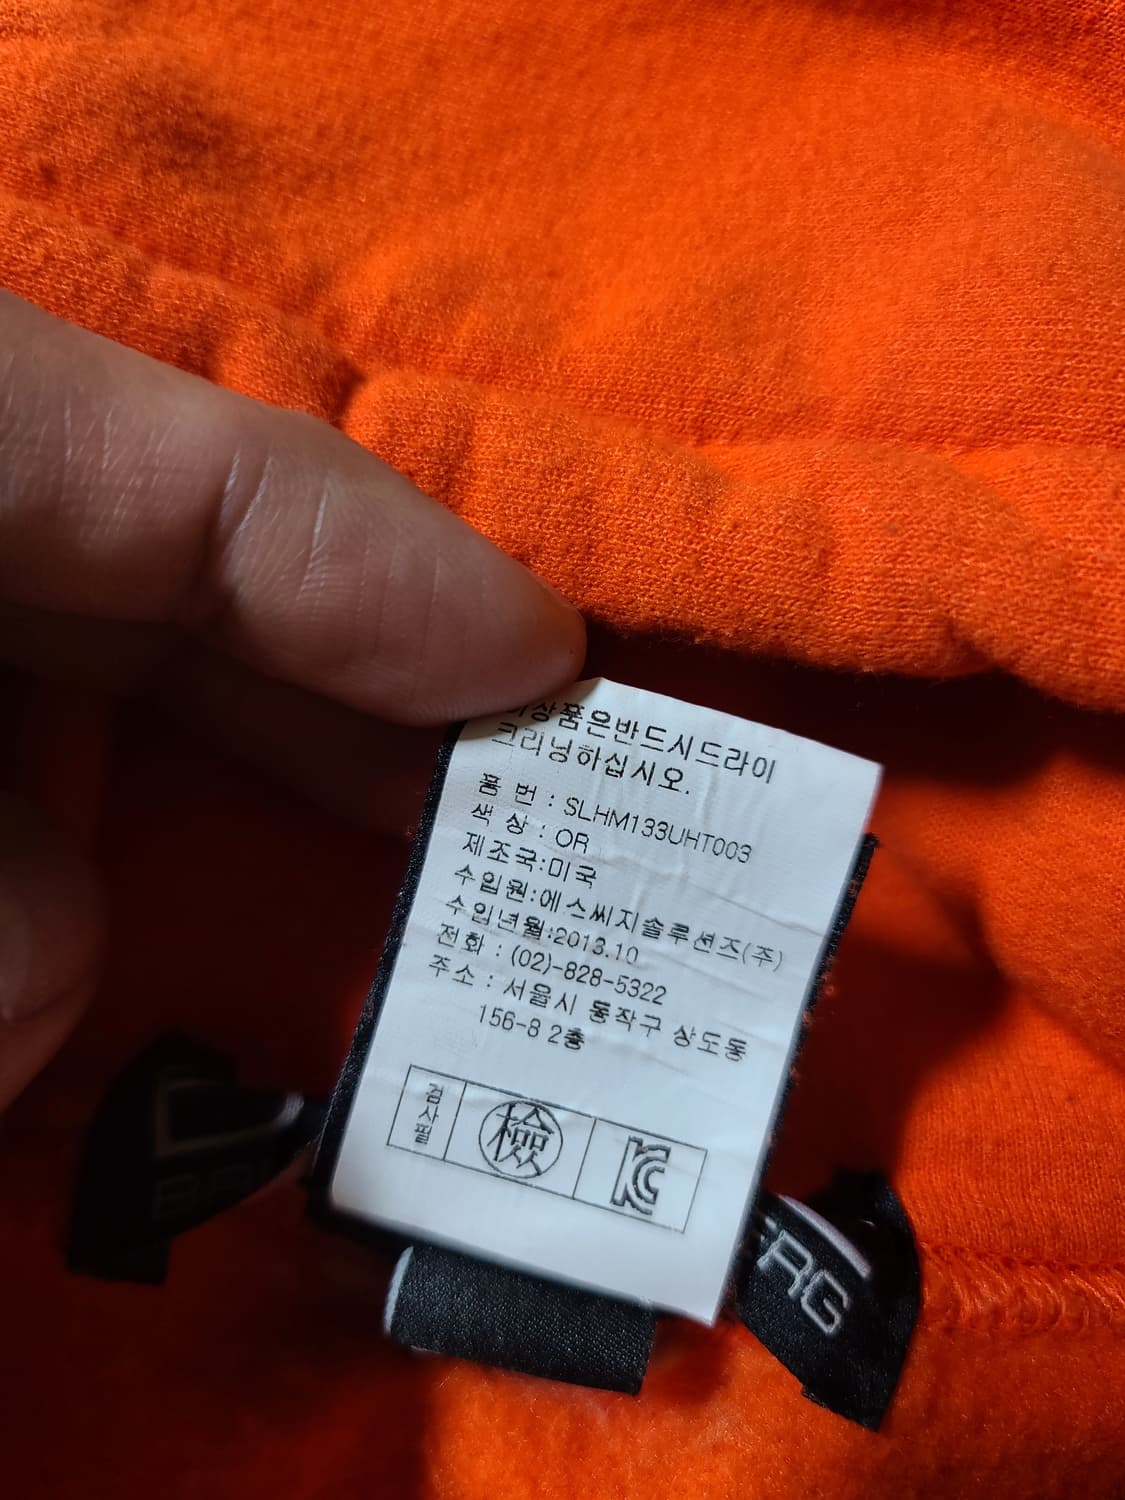 상품은반드시드라이
크리닝하십시오.
품 번 : SLHM133UHT003
색 상 : OR
제조국:미국
수입원:에스씨지솔루션즈(주)
수입년월:2013.10
전화 : (02)-828-5322
주소 : 서울시 동작구 상도동
156-8 2층
검사필
檢
KC
BR
ERG